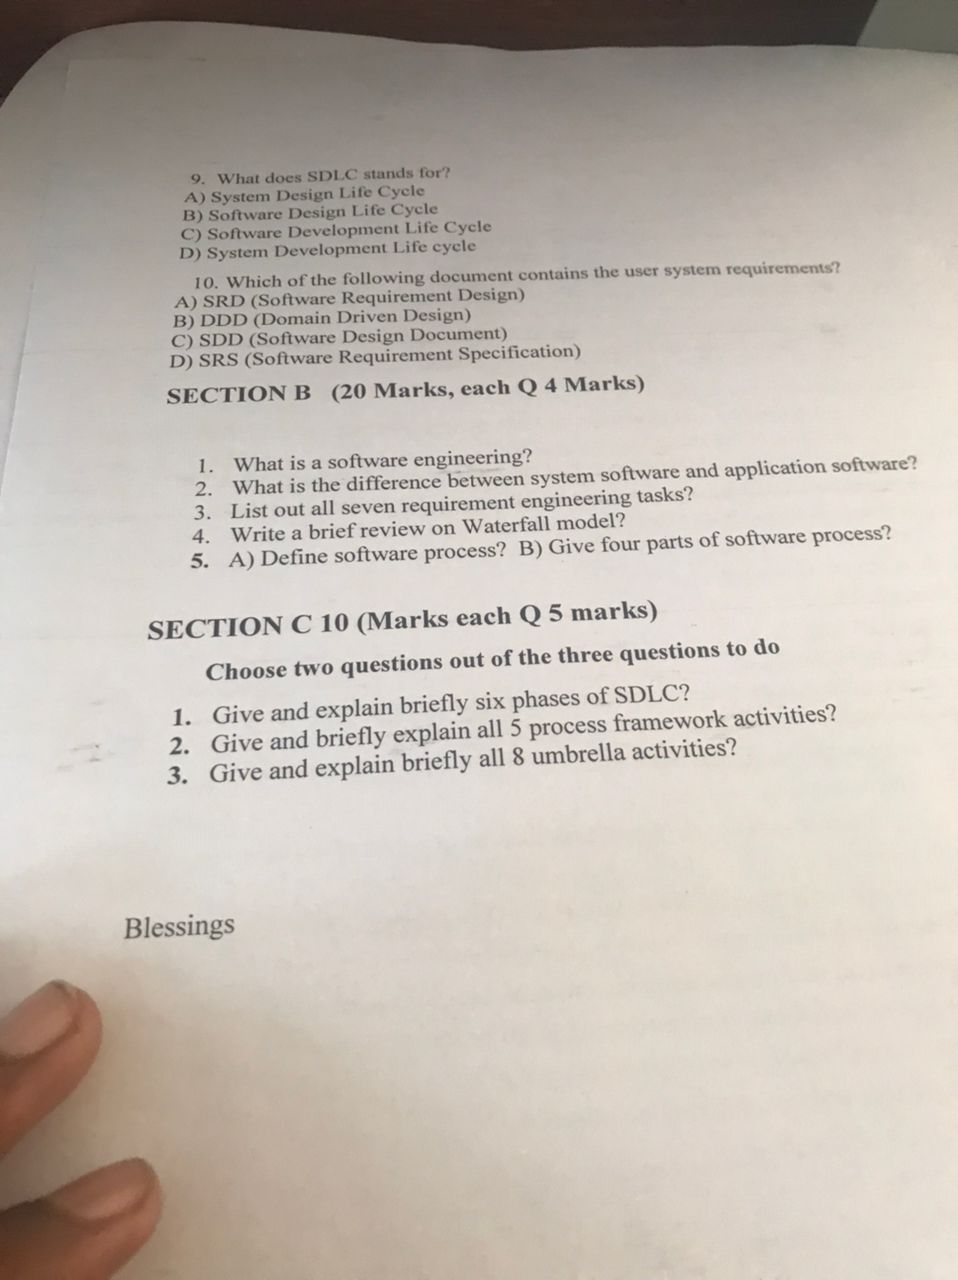 9. What does SDLC stands for?
A) System Design Life Cycle
B) Software Design Life Cycle
C) Software Development Life Cycle
D) System Development Life cycle
10. Which of the following document contains the user system requirements?
A) SRD (Software Requirement Design)
B) DDD (Domain Driven Design)
C) SDD (Software Design Document)
D) SRS (Software Requirement Specification)
SECTION B (20 Marks, each Q 4 Marks)
1. What is a software engineering?
2. What is the difference between system software and application software?
3. List out all seven requirement engineering tasks?
4. Write a brief review on Waterfall model?
5. A) Define software process? B) Give four parts of software process?
SECTION C 10 (Marks each Q 5 marks)
Choose two questions out of the three questions to do
1. Give and explain briefly six phases of SDLC?
2. Give and briefly explain all 5 process framework activities?
3. Give and explain briefly all 8 umbrella activities?
Blessings